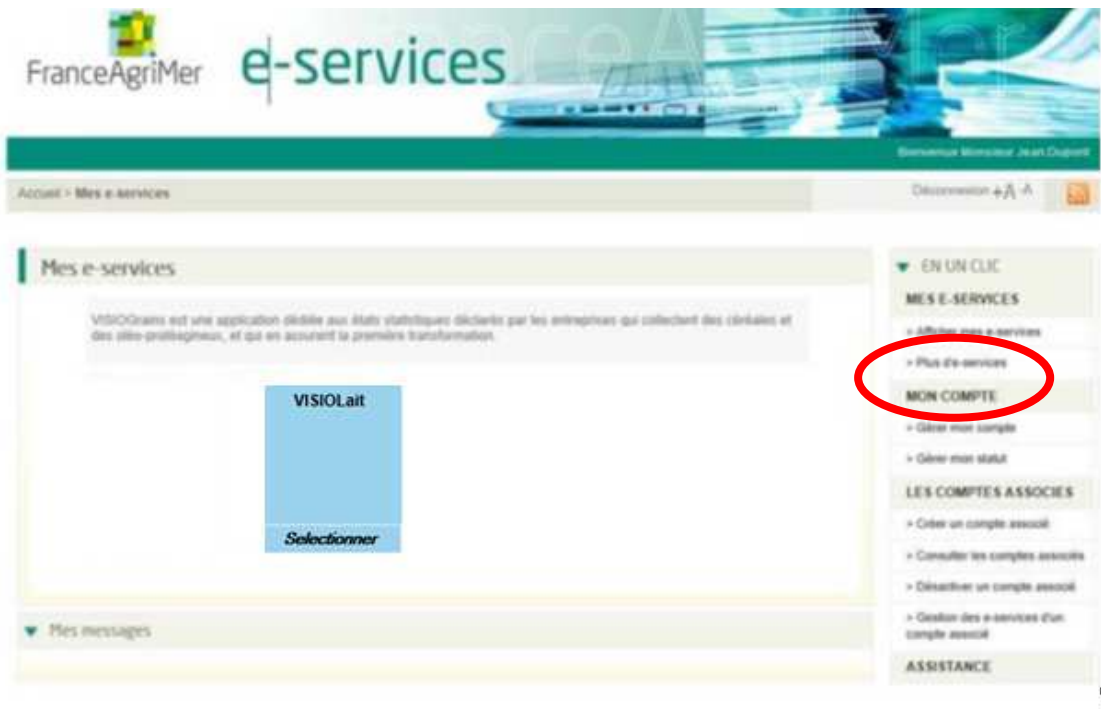 FranceAgriMer e-services
FranceAgriMer
Bienvenue Monsieur Jean Dupont
Accueil > Mes e-services
Déconnexion +A -A
Mes e-services
VISIOGrains est une application dédiée aux états statistiques déclarés par les entreprises qui collectent des céréales et
des oléo-protéagineux, et qui en assurent la première transformation.
VISIOLait
Selectionner
Mes messages
EN UN CLIC
MES E-SERVICES
> Afficher mes e-services
> Plus d'e-services
MON COMPTE
> Gérer mon compte
> Gérer mon statut
LES COMPTES ASSOCIES
> Créer un compte associé
> Consulter les comptes associés
> Désactiver un compte associé
> Gestion des e-services d'un
compte associé
ASSISTANCE